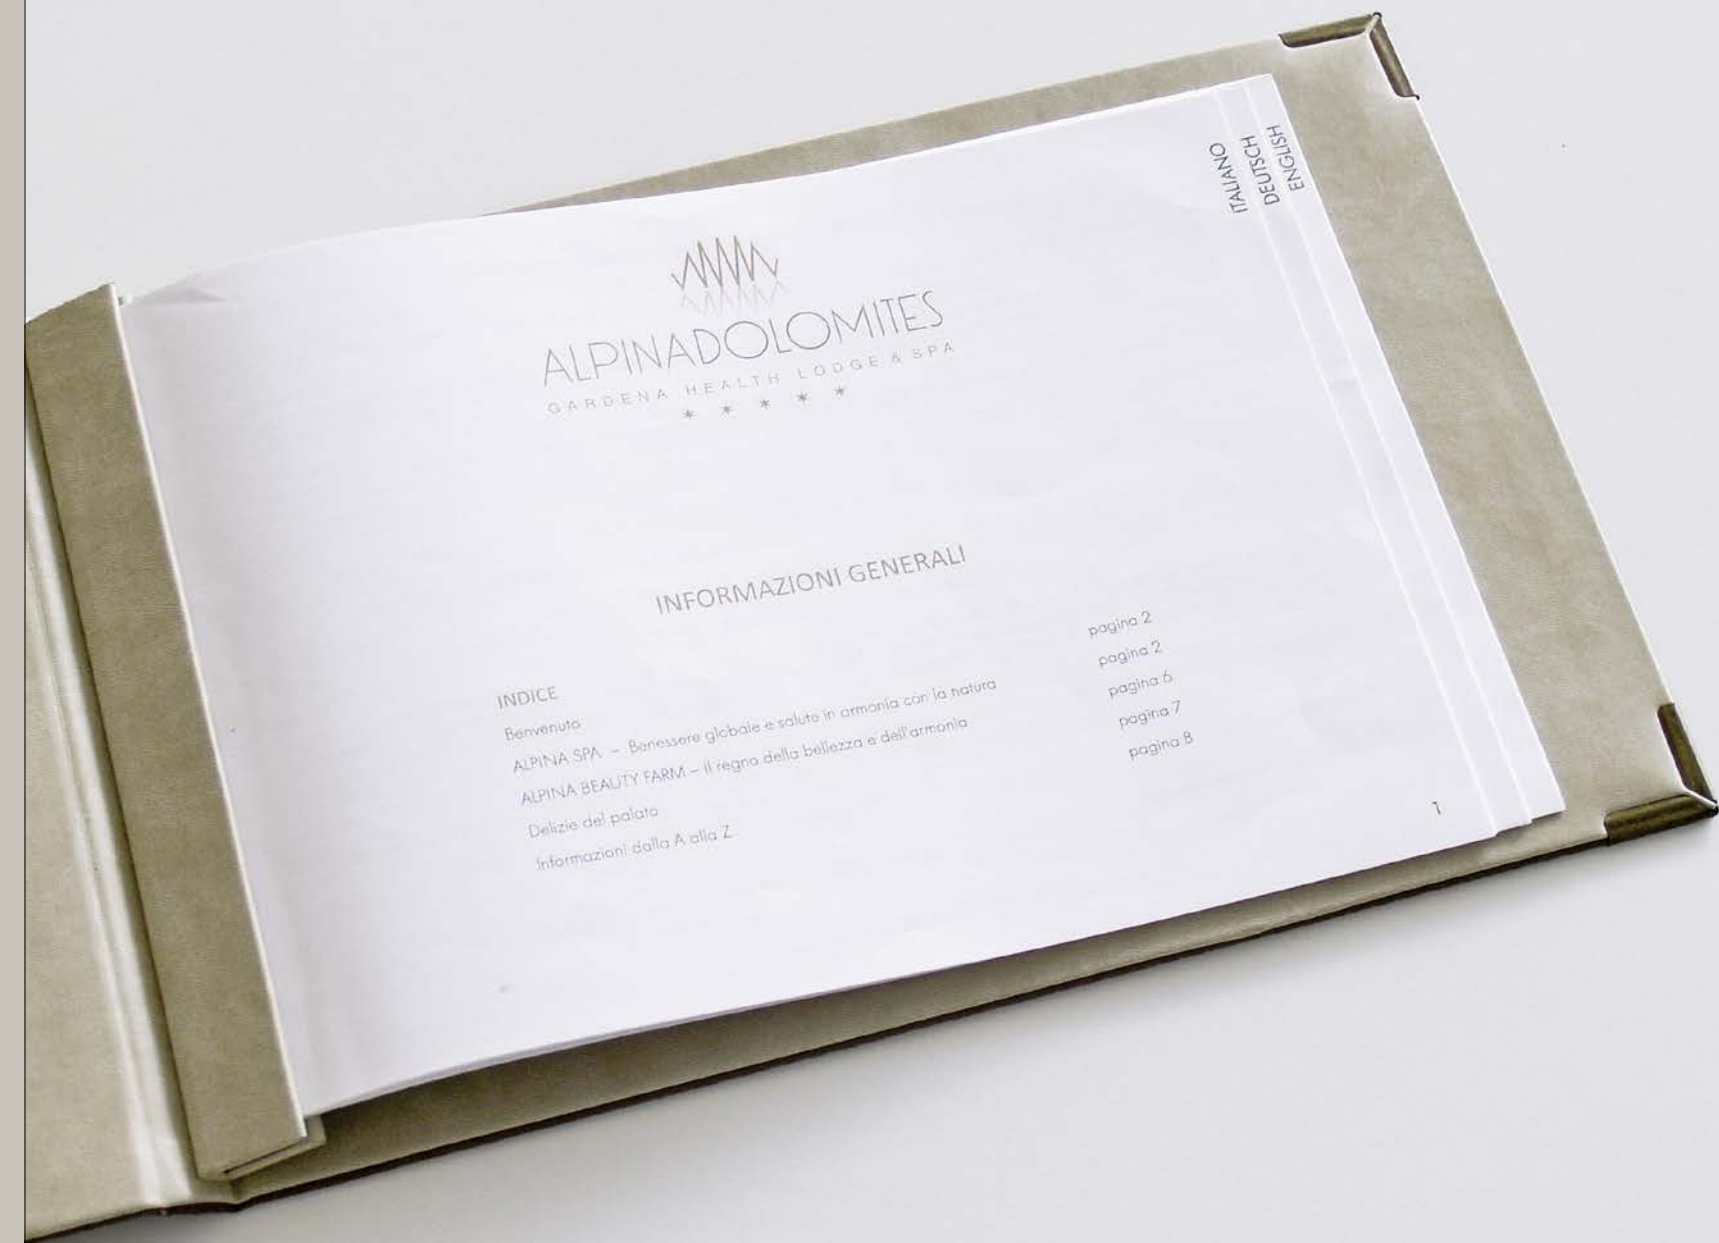 ITALIANO
DEUTSCH
ENGLISH
ALPINADOLOMITES
GARDENA HEALTH LODGE & SPA
* * * * *
INFORMAZIONI GENERALI
INDICE
Benvenuto pagina 2
ALPINA SPA – Benessere globale e salute in armonia con la natura pagina 2
ALPINA BEAUTY FARM – Il regno della bellezza e dell'armonia pagina 6
Delizie del palato pagina 7
Informazioni dalla A alla Z pagina 8
1